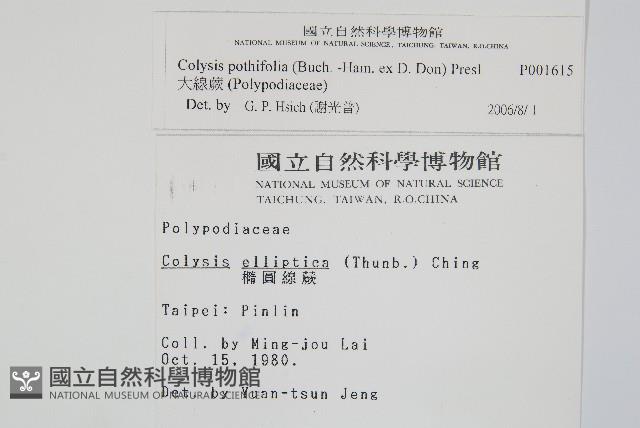 國立自然科學博物館
NATIONAL MUSEUM OF NATURAL SCIENCE, TAICHUNG, TAIWAN, R.O.CHINA
Colysis pothifolia (Buch. -Ham. ex D. Don) Presl P001615
大線蕨 (Polypodiaceae)
Det. by G. P. Hsieh (謝光普) 2006/8/1
國立自然科學博物館
NATIONAL MUSEUM OF NATURAL SCIENCE
TAICHUNG, TAIWAN, R.O.CHINA
Polypodiaceae
Colysis elliptica (Thunb.) Ching
橢圓線蕨
Taipei: Pinlin
Coll. by Ming-jou Lai
Oct. 15, 1980.
Det. by Yuan-tsun Jeng
國立自然科學博物館
NATIONAL MUSEUM OF NATURAL SCIENCE